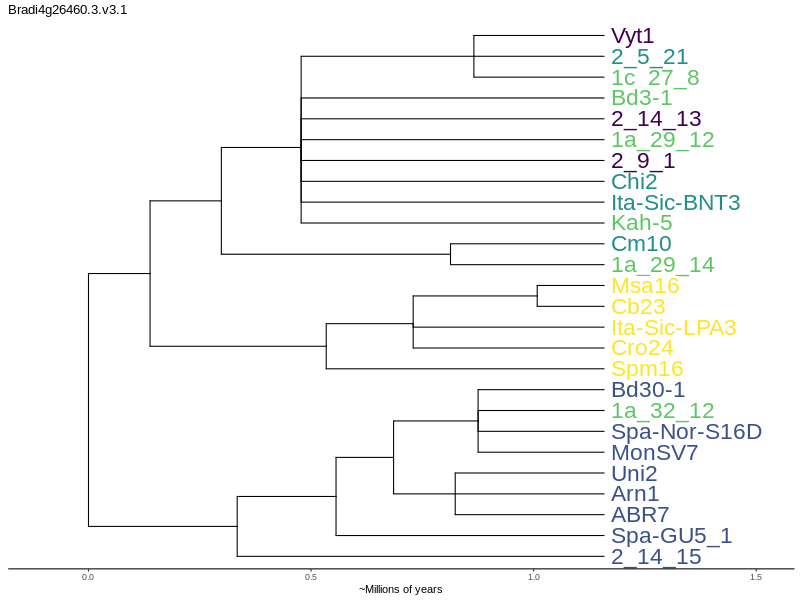 Bradi4g26460.3.v3.1
Vyt1
2_5_21
1c_27_8
Bd3-1
2_14_13
1a_29_12
2_9_1
Chi2
Ita-Sic-BNT3
Kah-5
Cm10
1a_29_14
Msa16
Cb23
Ita-Sic-LPA3
Cro24
Spm16
Bd30-1
1a_32_12
Spa-Nor-S16D
MonSV7
Uni2
Arn1
ABR7
Spa-GU5_1
2_14_15
0.0 0.5 1.0 1.5
~Millions of years